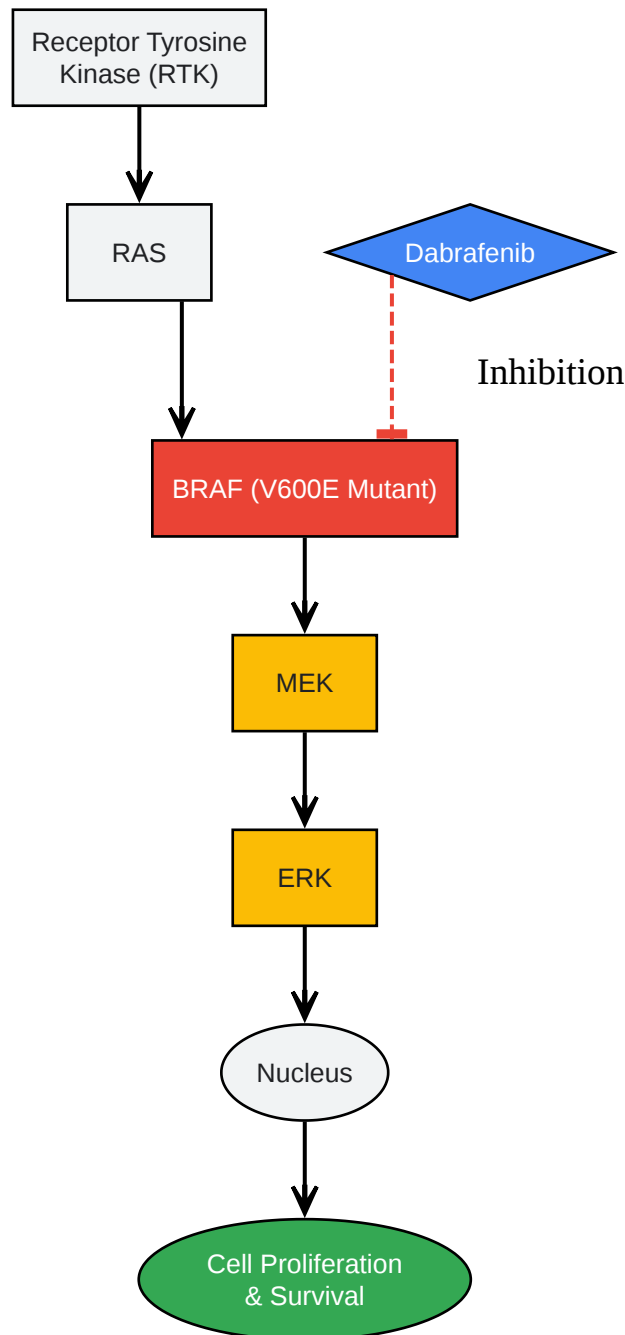 Receptor Tyrosine
Kinase (RTK)
RAS
Dabrafenib
Inhibition
BRAF (V600E Mutant)
MEK
ERK
Nucleus
Cell Proliferation
& Survival